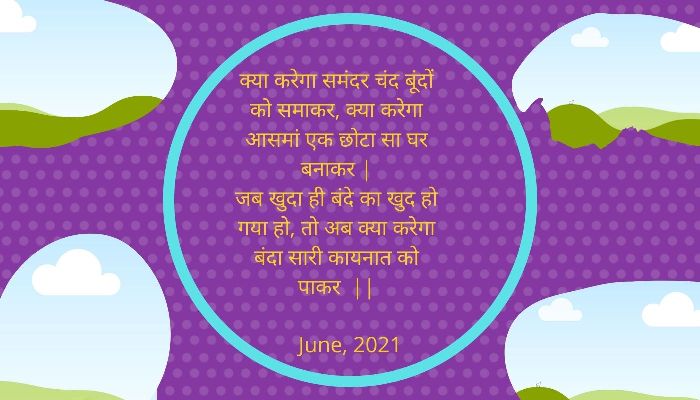 क्या करेगा समंदर चंद बूंदों
को समाकर, क्या करेगा
आसमां एक छोटा सा घर
बनाकर |
जब खुदा ही बंदे का खुद हो
गया हो, तो अब क्या करेगा
बंदा सारी कायनात को
पाकर ||
June, 2021